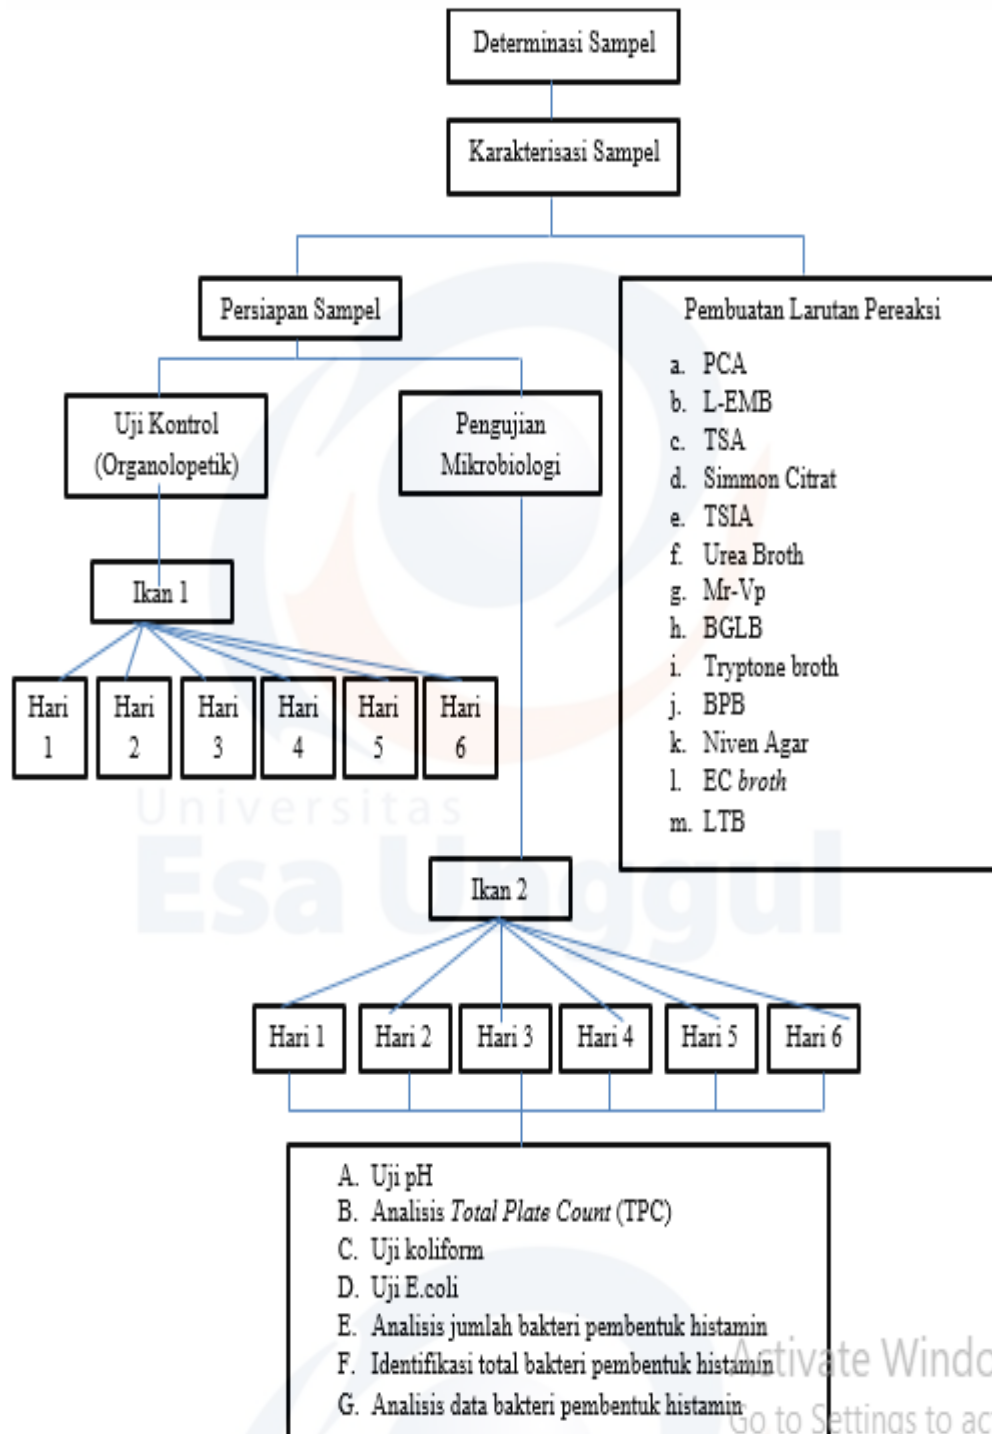 Determinasi Sampel
Karakterisasi Sampel
Persiapan Sampel
Pembuatan Larutan Pereaksi
a. PCA
b. L-EMB
c. TSA
d. Simmon Citrat
e. TSIA
f. Urea Broth
g. Mr-Vp
h. BGLB
i. Tryptone broth
j. BPB
k. Niven Agar
l. EC broth
m. LTB
Uji Kontrol
(Organolopetik)
Pengujian
Mikrobiologi
Ikan 1
Hari
1
Hari
2
Hari
3
Hari
4
Hari
5
Hari
6
Universitas
Esa Unggul
Ikan 2
Hari 1
Hari 2
Hari 3
Hari 4
Hari 5
Hari 6
A. Uji pH
B. Analisis Total Plate Count (TPC)
C. Uji koliform
D. Uji E.coli
E. Analisis jumlah bakteri pembentuk histamin
F. Identifikasi total bakteri pembentuk histamin
G. Analisis data bakteri pembentuk histamin
Activate Windo
Go to Settings to ac